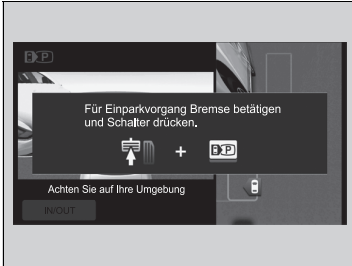 P
Für Einparkvorgang Bremse betätigen
und Schalter drücken.
+ P
Achten Sie auf Ihre Umgebung
IN/OUT